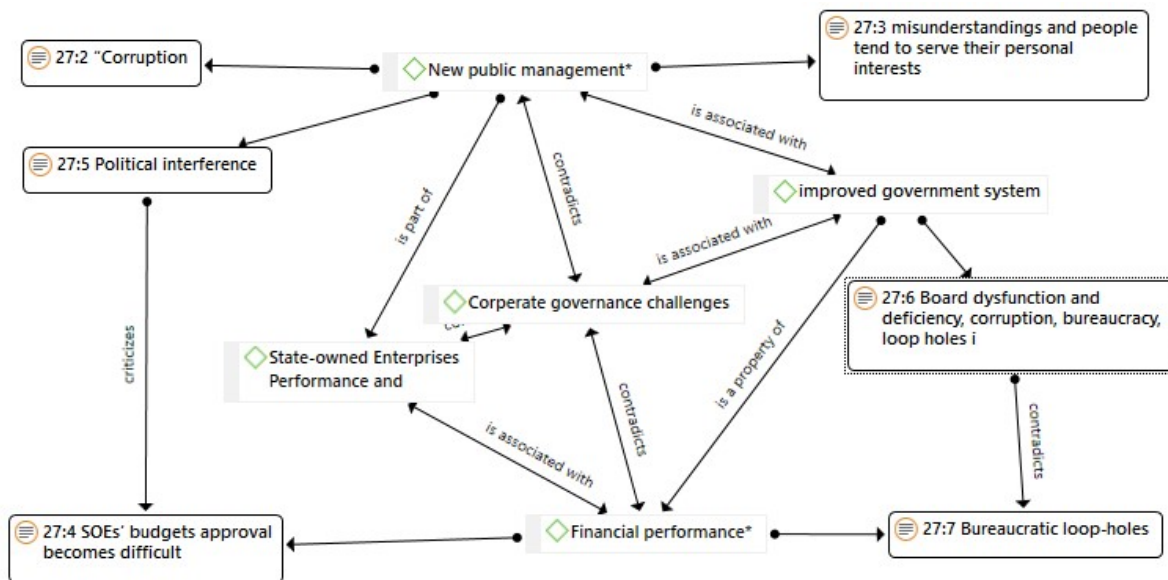 27:2 “Corruption
New public management*
27:3 misunderstandings and people
tend to serve their personal
interests
is associated with
27:5 Political interference
contradicts
is part of
improved government system
is associated with
Corperate governance challenges
27:6 Board dysfunction and
deficiency, corruption, bureaucracy,
loop holes i
State-owned Enterprises
Performance and
criticizes
is a property of
contradicts
contradicts
is associated with
27:4 SOEs’ budgets approval
becomes difficult
Financial performance*
27:7 Bureaucratic loop-holes